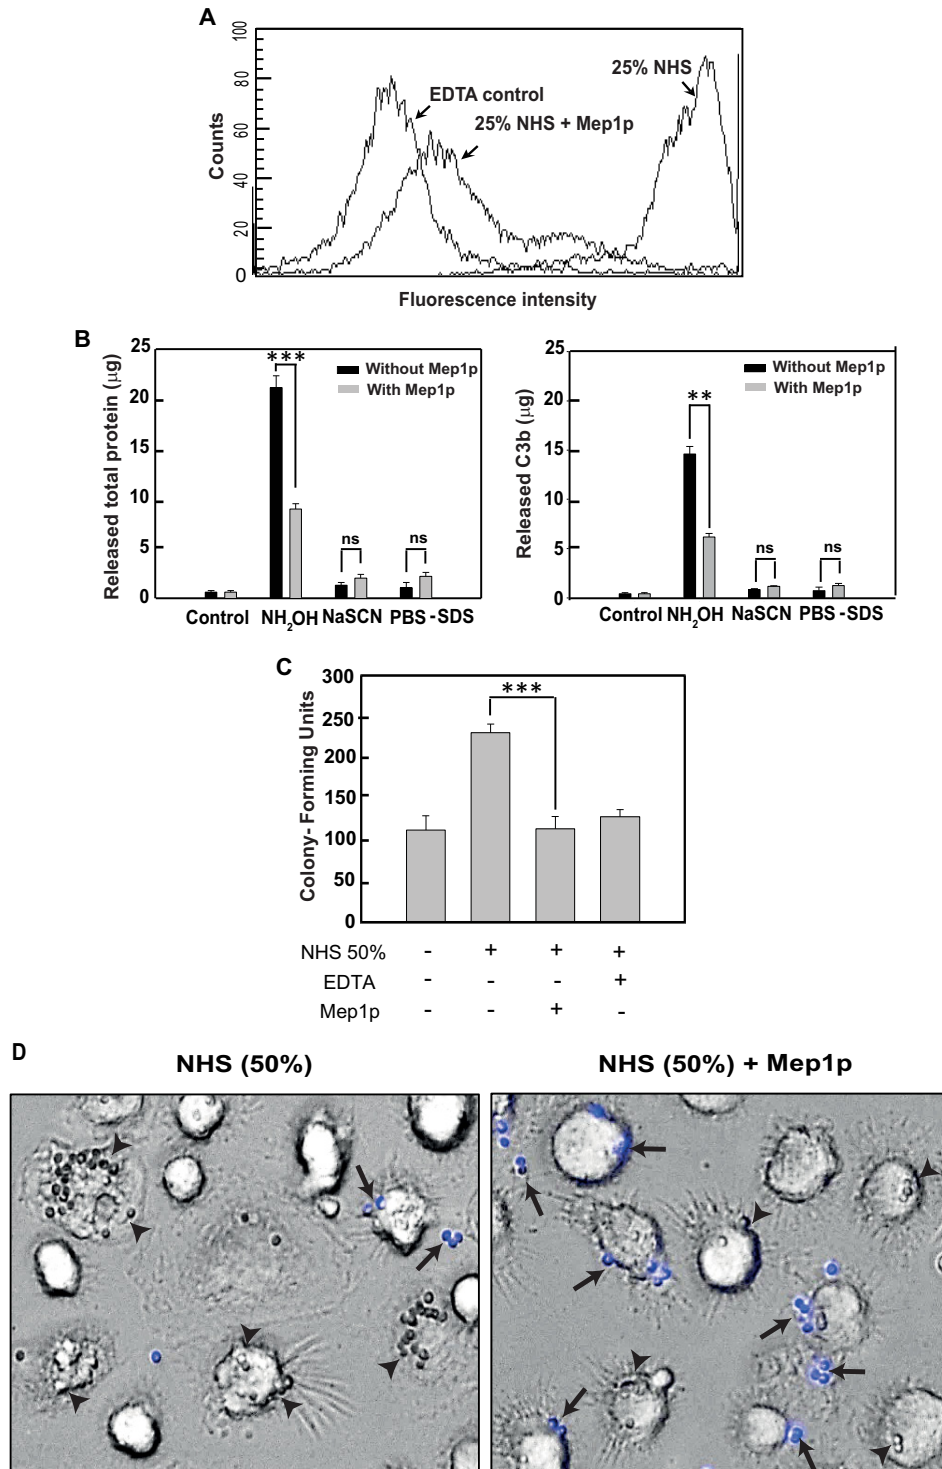 A
100
80
60
40
20
0
Counts
EDTA control
25% NHS + Mep1p
25% NHS
Fluorescence intensity
B
Released total protein (µg)
25
20
15
10
5
0
***
Without Mep1p
With Mep1p
ns
ns
Control NH2OH NaSCN PBS-SDS
Released C3b (µg)
25
20
15
10
5
0
**
Without Mep1p
With Mep1p
ns
ns
Control NH2OH NaSCN PBS-SDS
C
Colony- Forming Units
300
250
200
150
100
50
0
***
NHS 50% - + + +
EDTA - - - +
Mep1p - - + -
D
NHS (50%)
NHS (50%) + Mep1p